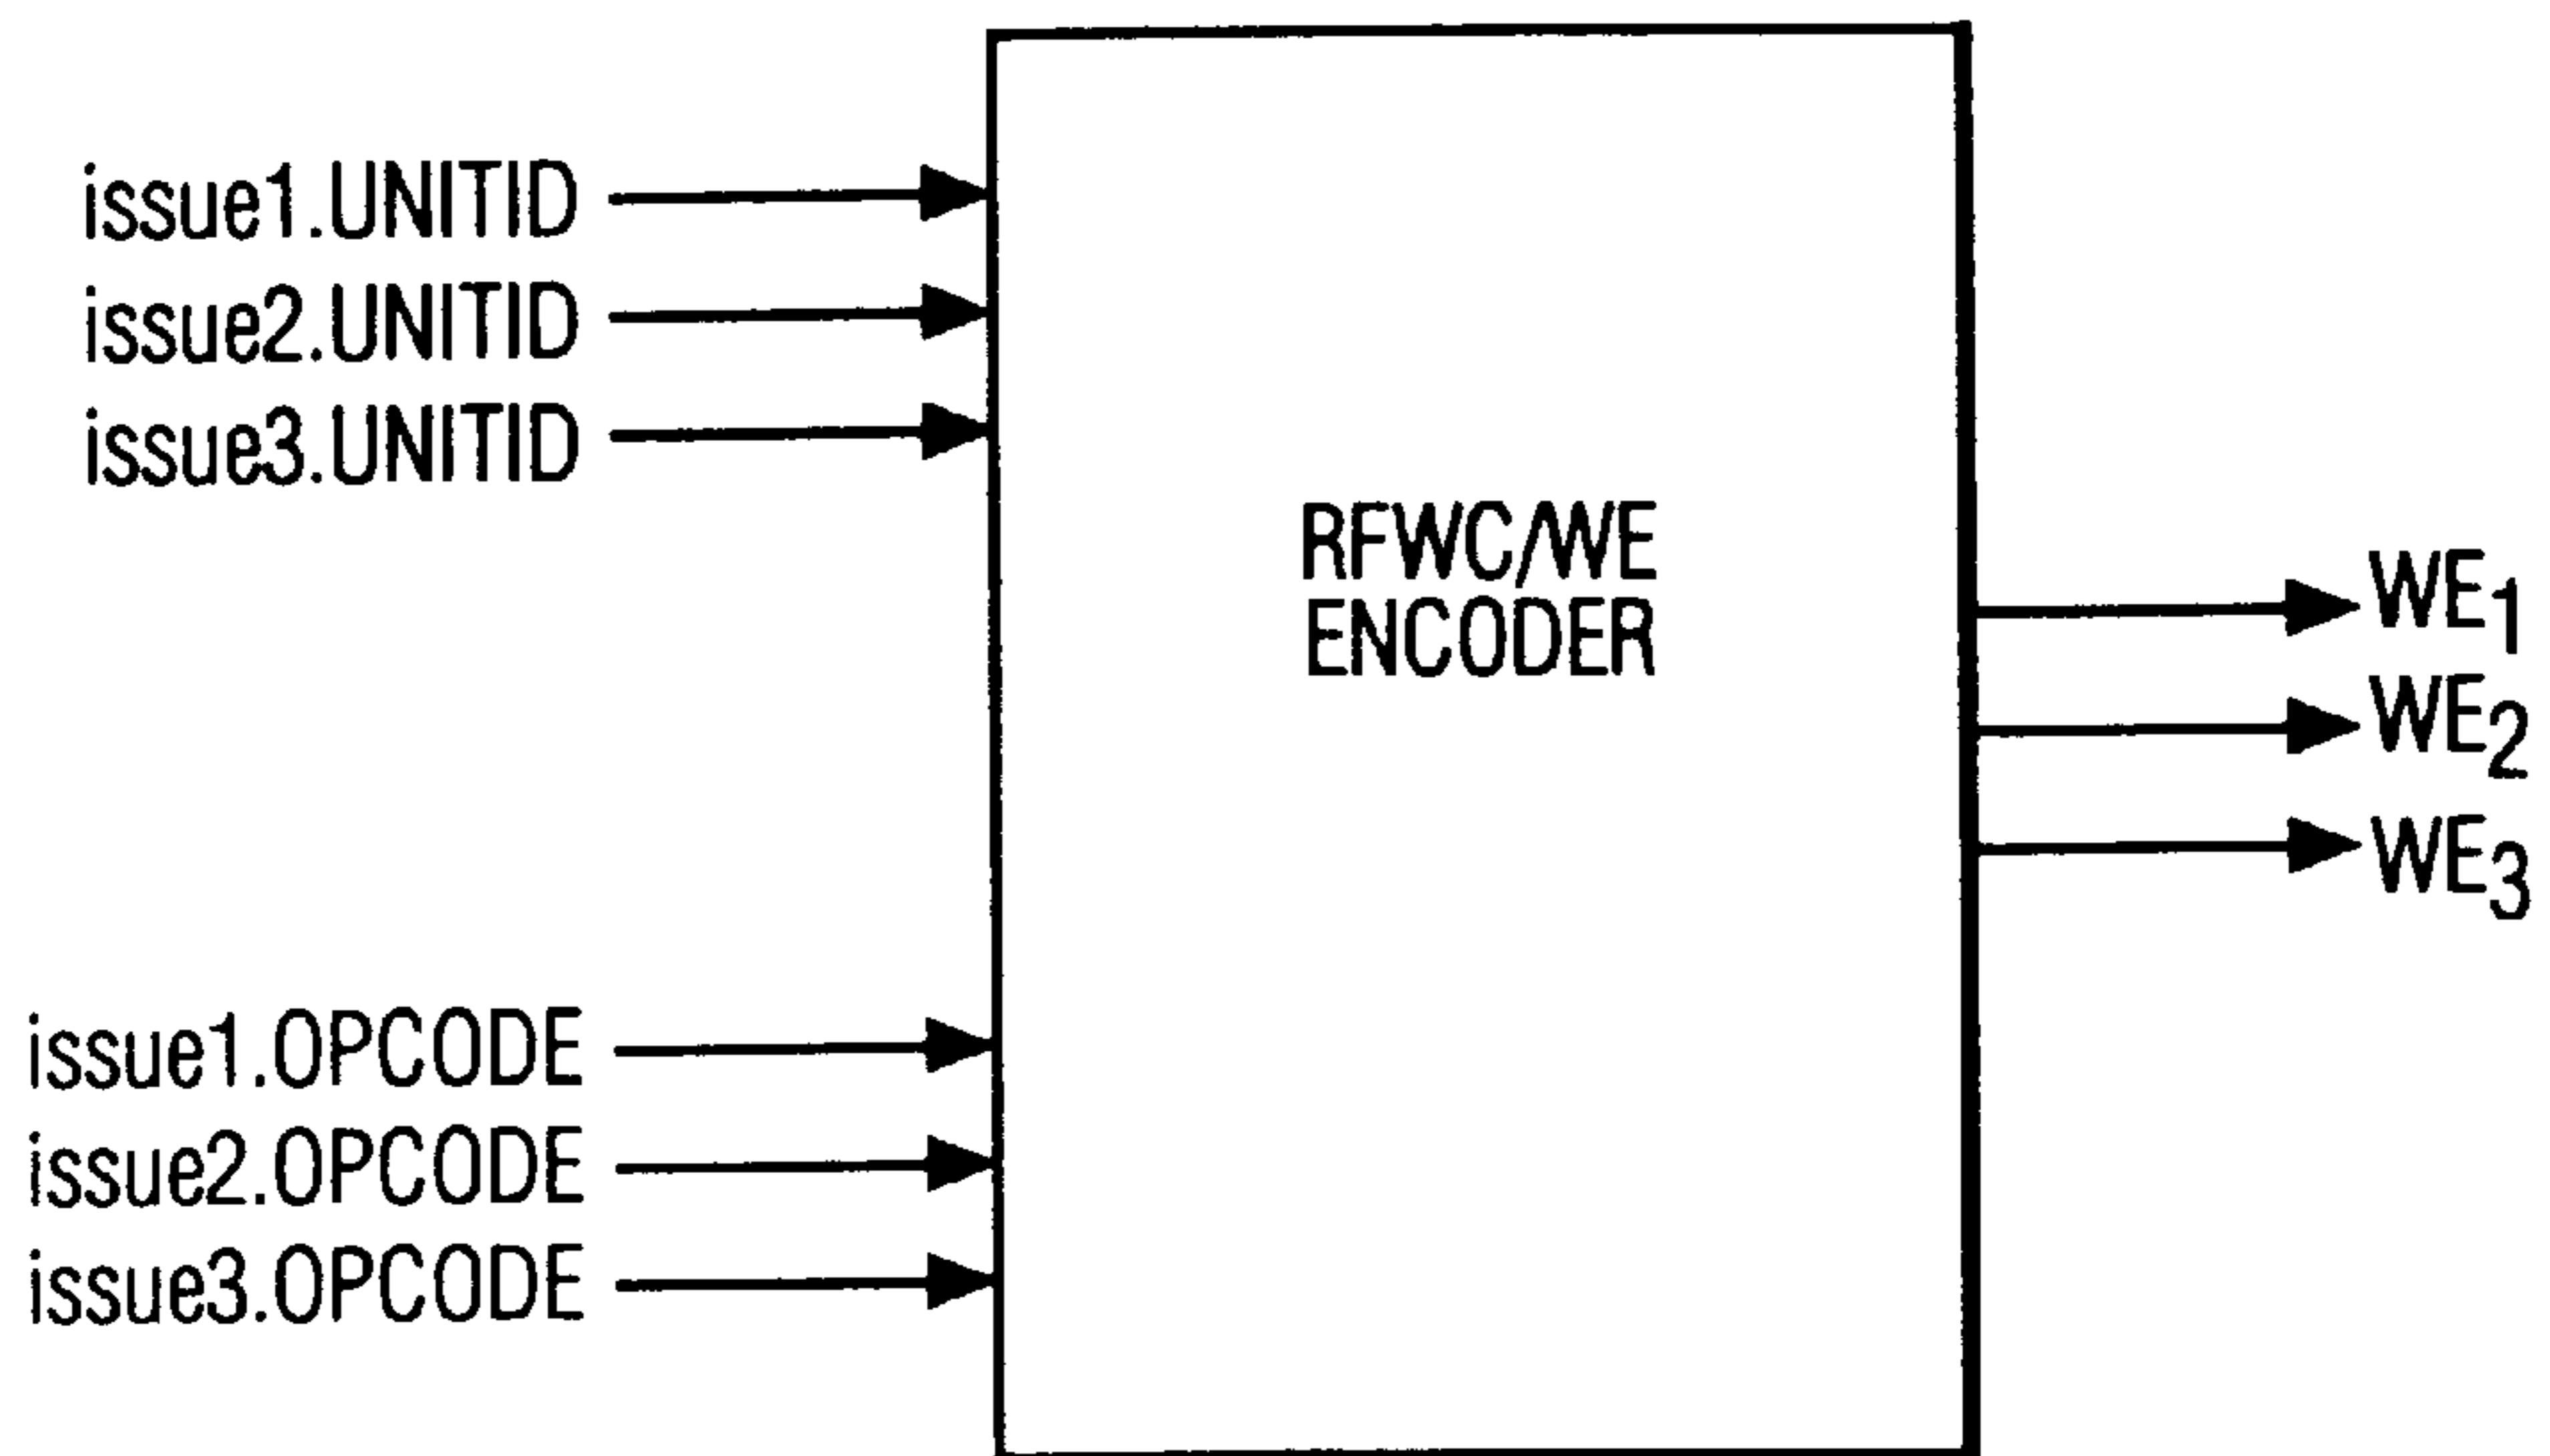 issue1.UNITID
issue2.UNITID
issue3.UNITID
RFWC/WE
ENCODER
WE1
WE2
WE3
issue1.OPCODE
issue2.OPCODE
issue3.OPCODE